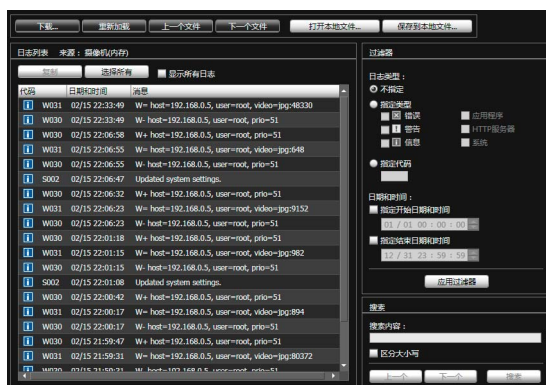 下载... 重新加载 上一个文件 下一个文件 打开本地文件... 保存到本地文件...
日志列表 来源：摄像机(内存)
复制 选择所有 显示所有日志
代码 日期和时间 消息
W031 02/15 22:33:49 W= host=192.168.0.5, user=root, video=jpg:48330
W030 02/15 22:33:49 W- host=192.168.0.5, user=root, prio=51
W030 02/15 22:06:58 W+ host=192.168.0.5, user=root, prio=51
W031 02/15 22:06:55 W= host=192.168.0.5, user=root, video=jpg:648
W030 02/15 22:06:55 W- host=192.168.0.5, user=root, prio=51
S002 02/15 22:06:47 Updated system settings.
W030 02/15 22:06:32 W+ host=192.168.0.5, user=root, prio=51
W031 02/15 22:06:23 W= host=192.168.0.5, user=root, video=jpg:9152
W030 02/15 22:06:23 W- host=192.168.0.5, user=root, prio=51
W030 02/15 22:01:18 W+ host=192.168.0.5, user=root, prio=51
W031 02/15 22:01:15 W= host=192.168.0.5, user=root, video=jpg:982
W030 02/15 22:01:15 W- host=192.168.0.5, user=root, prio=51
S002 02/15 22:01:08 Updated system settings.
W030 02/15 22:00:42 W+ host=192.168.0.5, user=root, prio=51
W031 02/15 22:00:17 W= host=192.168.0.5, user=root, video=jpg:894
W030 02/15 22:00:17 W- host=192.168.0.5, user=root, prio=51
W030 02/15 21:59:47 W+ host=192.168.0.5, user=root, prio=51
W031 02/15 21:59:31 W= host=192.168.0.5, user=root, video=jpg:80372
W030 02/15 21:59:31 W- host=192.168.0.5, user=root, prio=51
过滤器
日志类型：
不指定
指定类型
错误 应用程序
警告 HTTP服务器
信息 系统
指定代码
日期和时间：
指定开始日期和时间
01 / 01 00 : 00 : 00
指定结束日期和时间
12 / 31 23 : 59 : 59
应用过滤器
搜索
搜索内容：
区分大小写
上一个 下一个 搜索